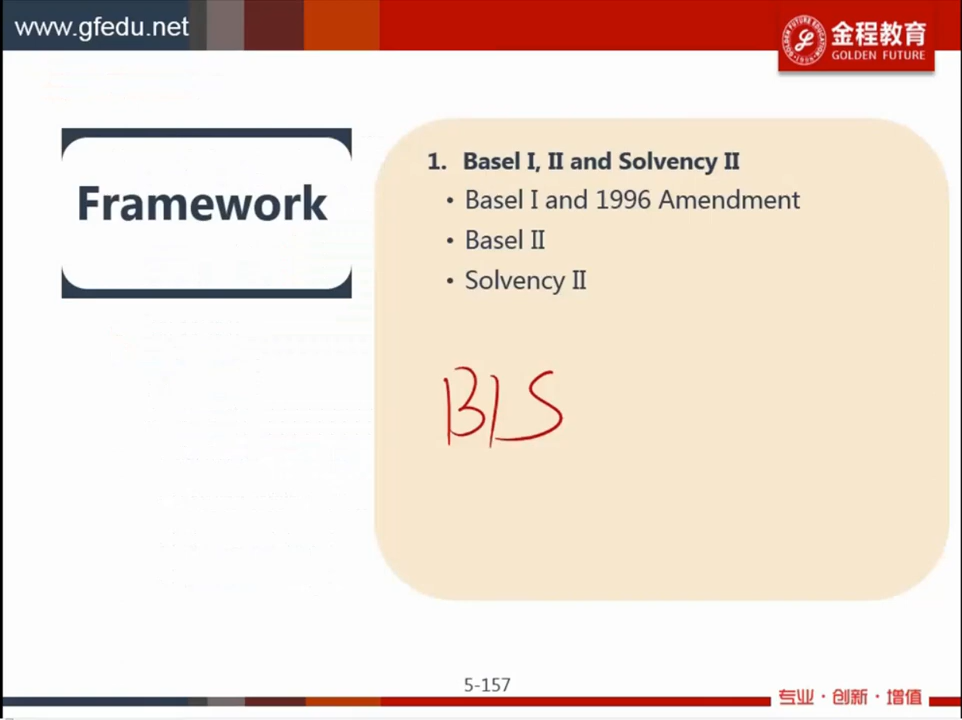 www.gfedu.net
金程教育
GOLDEN FUTURE
Framework
1. Basel I, II and Solvency II
• Basel I and 1996 Amendment
• Basel II
• Solvency II
BIS
5-157
专业·创新·增值